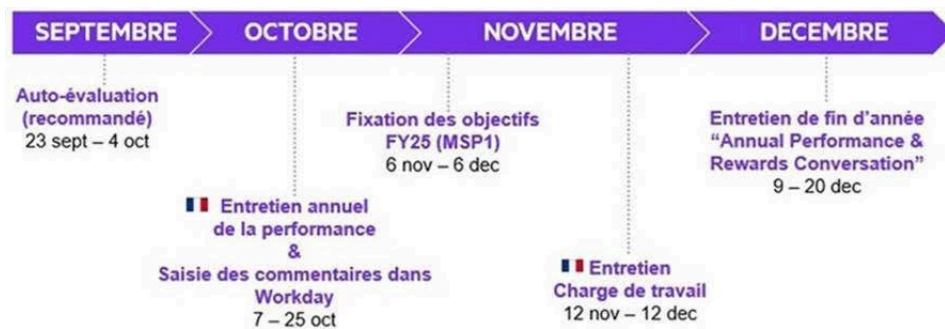 SEPTEMBRE
OCTOBRE
NOVEMBRE
DECEMBRE
Auto-évaluation
(recommandé)
23 sept – 4 oct
Entretien annuel
de la performance
&
Saisie des commentaires dans
Workday
7 – 25 oct
Fixation des objectifs
FY25 (MSP1)
6 nov – 6 dec
Entretien
Charge de travail
12 nov – 12 dec
Entretien de fin d’année
“Annual Performance &
Rewards Conversation”
9 – 20 dec